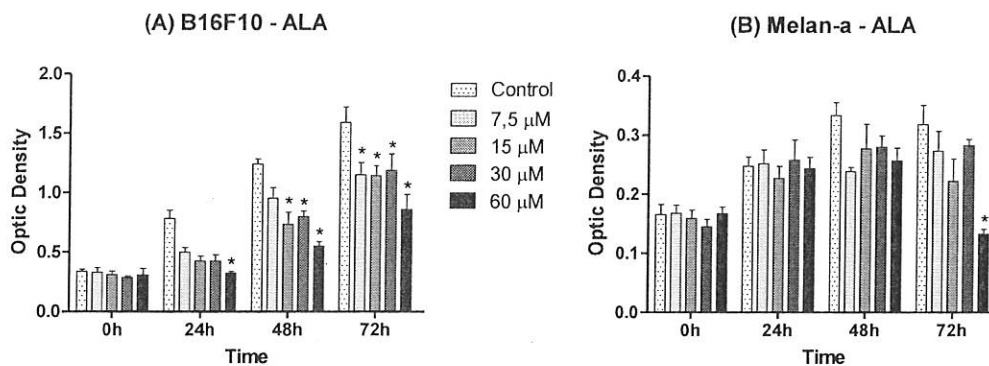 (A) B16F10 - ALA
Optic Density
2.0
1.5
1.0
0.5
0.0
* * * * * * * *
0h 24h 48h 72h
Time
Control
7,5 µM
15 µM
30 µM
60 µM
(B) Melan-a - ALA
Optic Density
0.4
0.3
0.2
0.1
0.0
*
0h 24h 48h 72h
Time